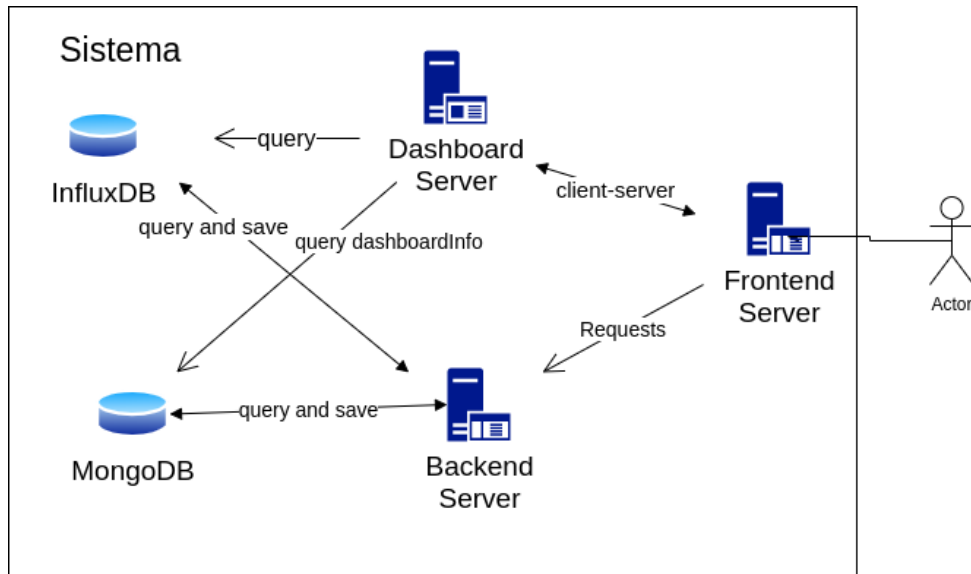 Sistema
query
Dashboard
Server
InfluxDB
client-server
query and save
query dashboardInfo
Frontend
Server
Actor
Requests
query and save
MongoDB
Backend
Server